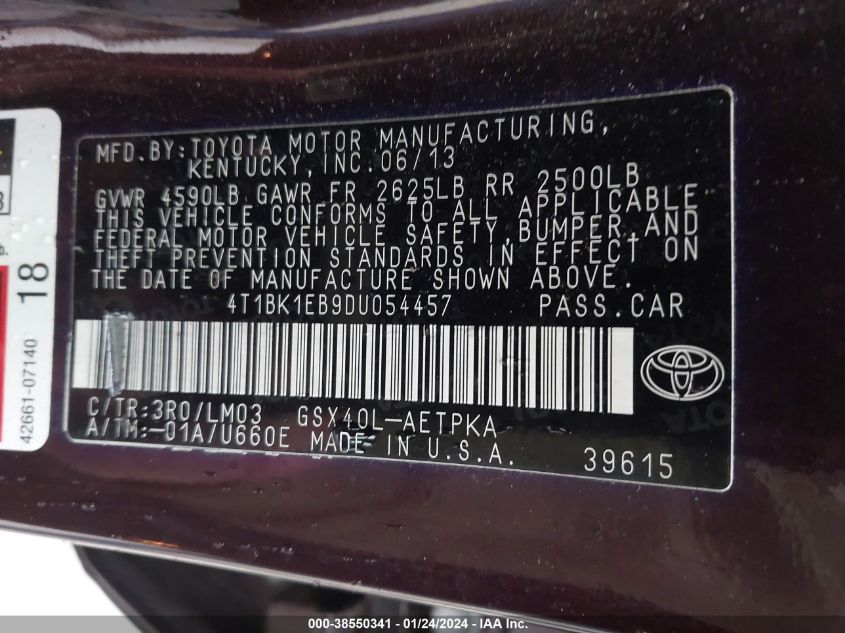 MFD.BY:TOYOTA MOTOR MANUFACTURING,
KENTUCKY,INC.06/13
GVWR 4590LB GAWR FR 2625LB RR 2500LB
THIS VEHICLE CONFORMS TO ALL APPLICABLE
FEDERAL MOTOR VEHICLE SAFETY,BUMPER,AND
THEFT PREVENTION STANDARDS IN EFFECT ON
THE DATE OF MANUFACTURE SHOWN ABOVE.
4T1BK1EB9DU054457 PASS.CAR
C/TR:3R0/LM03 GSX40L-AETPKA
A/TM:-01A/U660E MADE IN U.S.A. 39615
18
42661-07140
000-38550341 / 01/24/2024 / IAA Inc.